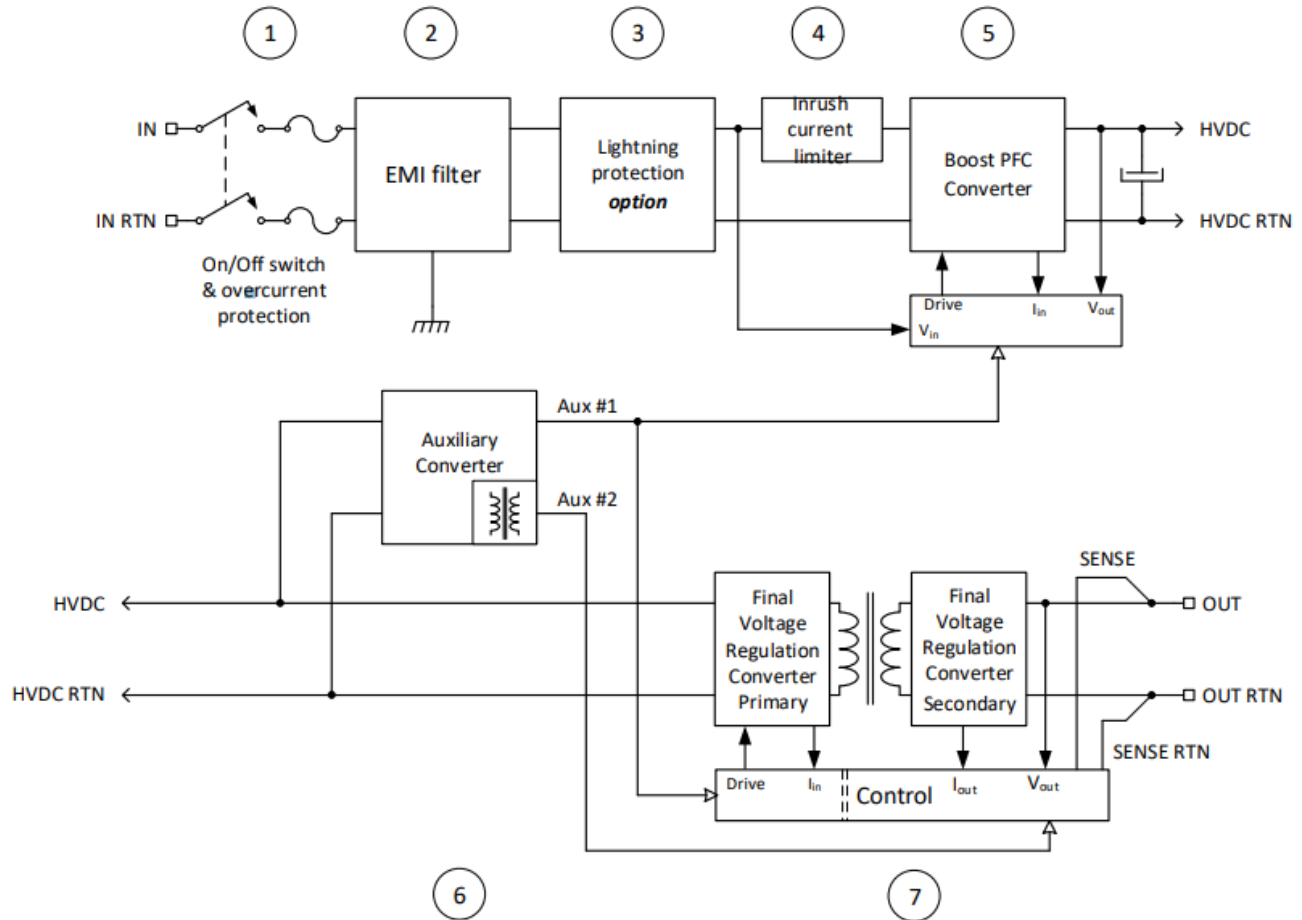 1
2
3
4
5
IN
IN RTN
On/Off switch
& overcurrent
protection
EMI filter
Lightning
protection
option
Inrush
current
limiter
Boost PFC
Converter
HVDC
HVDC RTN
Drive
Iin
Vout
Vin
Auxiliary
Converter
Aux #1
Aux #2
HVDC
HVDC RTN
Final
Voltage
Regulation
Converter
Primary
Final
Voltage
Regulation
Converter
Secondary
SENSE
OUT
OUT RTN
SENSE RTN
Drive
Iin
Control
Iout
Vout
6
7